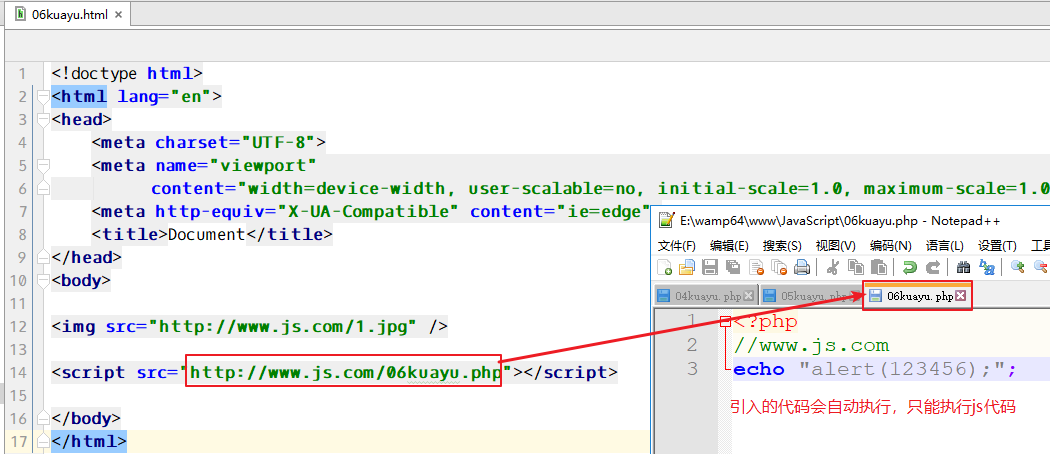 06kuayu.html
1 <!doctype html>
2 <html lang="en">
3 <head>
4 <meta charset="UTF-8">
5 <meta name="viewport"
6 content="width=device-width, user-scalable=no, initial-scale=1.0, maximum-scale=1.0
7 <meta http-equiv="X-UA-Compatible" content="ie=edge"
8 <title>Document</title>
9 </head>
10 <body>
11
12 <img src="http://www.js.com/1.jpg" />
13
14 <script src="http://www.js.com/06kuayu.php"></script>
15
16 </body>
17 </html>
E:\wamp64\www\JavaScript\06kuayu.php - Notepad++
文件(F) 编辑(E) 搜索(S) 视图(V) 编码(N) 语言(L) 设置(T) 工具
04kuayu.php 05kuayu.php 06kuayu.php
1 <?php
2 //www.js.com
3 echo "alert(123456);";
引入的代码会自动执行，只能执行js代码